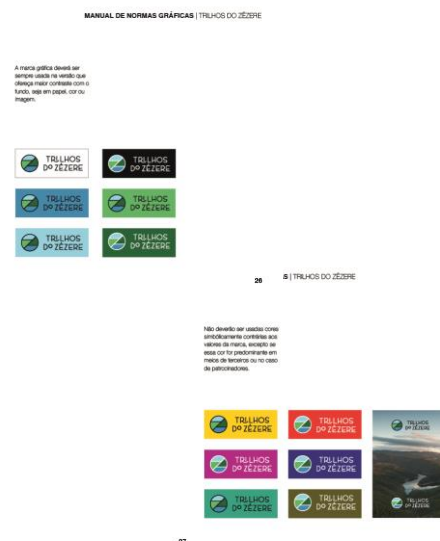 MANUAL DE NORMAS GRÁFICAS | TRILHOS DO ZÊZERE
A marca gráfica deverá ser
sempre usada na versão que
ofereça maior contraste com o
fundo, seja em papel, cor ou
imagem.
TRILHOS
DO ZÊZERE
TRILHOS
DO ZÊZERE
TRILHOS
DO ZÊZERE
TRILHOS
DO ZÊZERE
TRILHOS
DO ZÊZERE
TRILHOS
DO ZÊZERE
26
S | TRILHOS DO ZÊZERE
Não deverão ser usadas cores
simbólicamente contrárias aos
valores da marca, excepto se
essa cor for predominante em
meios de terceiros ou no caso
de patrocinadores.
TRILHOS
DO ZÊZERE
TRILHOS
DO ZÊZERE
TRILHOS
DO ZÊZERE
TRILHOS
DO ZÊZERE
TRILHOS
DO ZÊZERE
TRILHOS
DO ZÊZERE
TRILHOS
DO ZÊZERE
TRILHOS
DO ZÊZERE